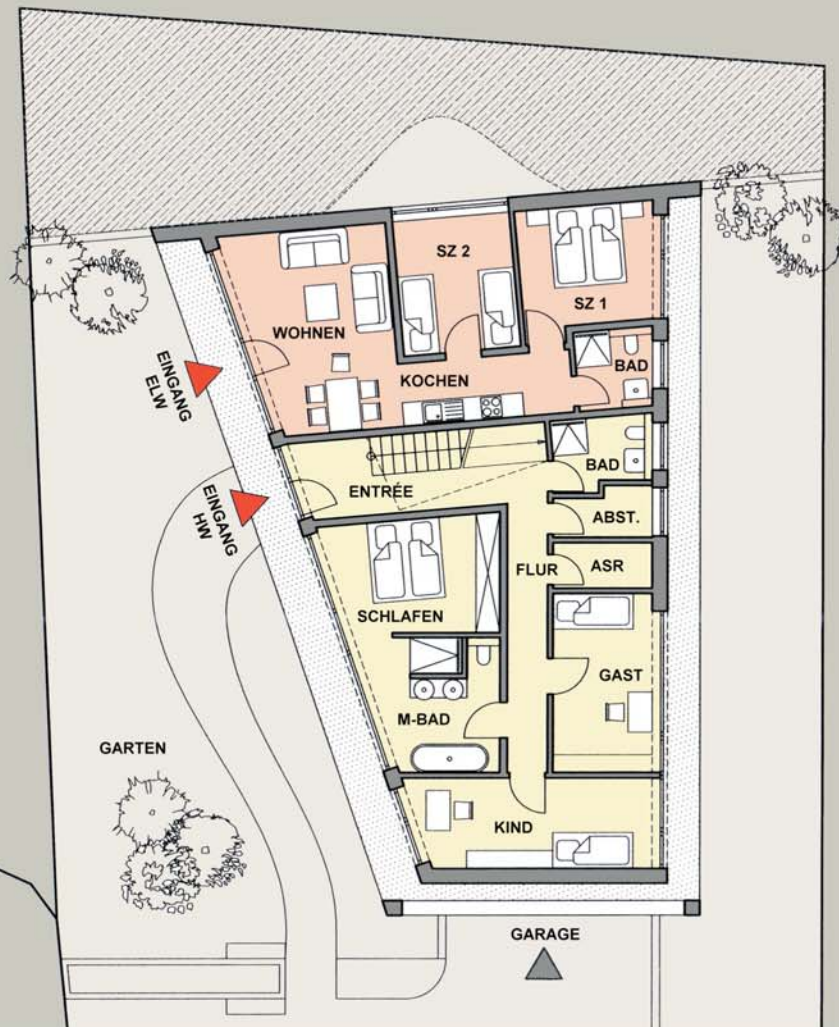 SZ 2
SZ 1
WOHNEN
BAD
KOCHEN
EINGANG
ELW
BAD
ENTRÉE
EINGANG
HW
ABST.
FLUR
ASR
SCHLAFEN
GAST
M-BAD
GARTEN
KIND
GARAGE